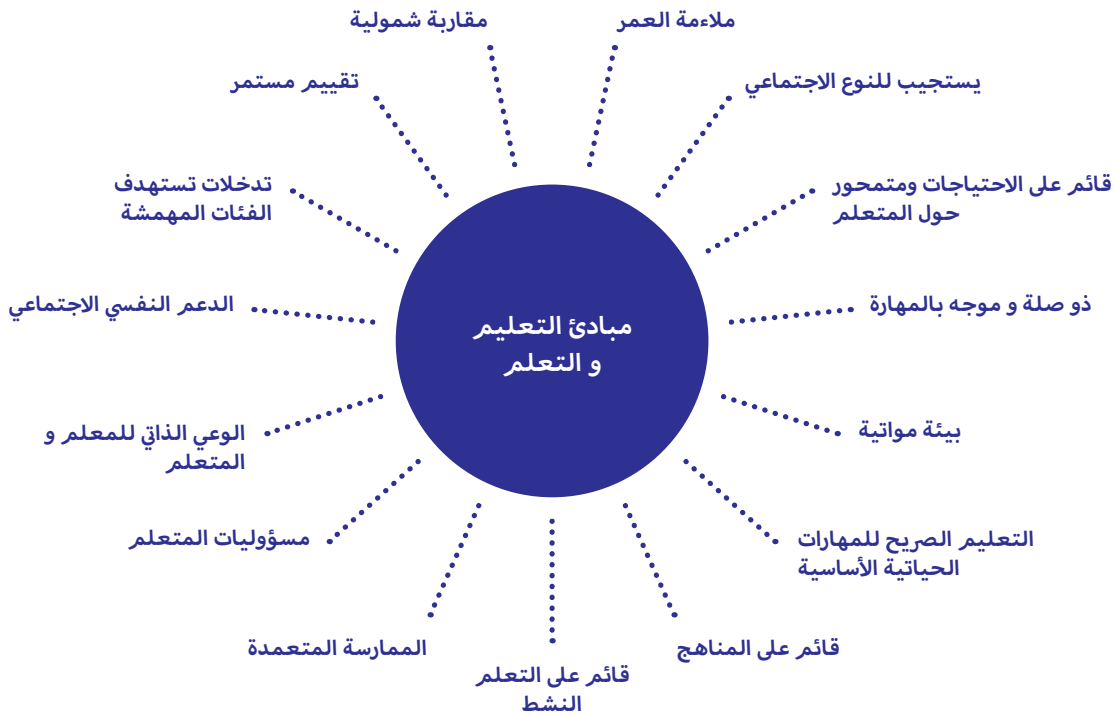 مبادئ التعليم
و التعلم
ملاءمة العمر
يستجيب للنوع الاجتماعي
قائم على الاحتياجات ومتمحور
حول المتعلم
ذو صلة و موجه بالمهارة
بيئة مواتية
التعليم الصريح للمهارات
الحياتية الأساسية
قائم على المناهج
قائم على التعلم
النشط
الممارسة المتعمدة
مسؤوليات المتعلم
الوعي الذاتي للمعلم و
المتعلم
الدعم النفسي الاجتماعي
تدخلات تستهدف
الفئات المهمشة
تقييم مستمر
مقاربة شمولية